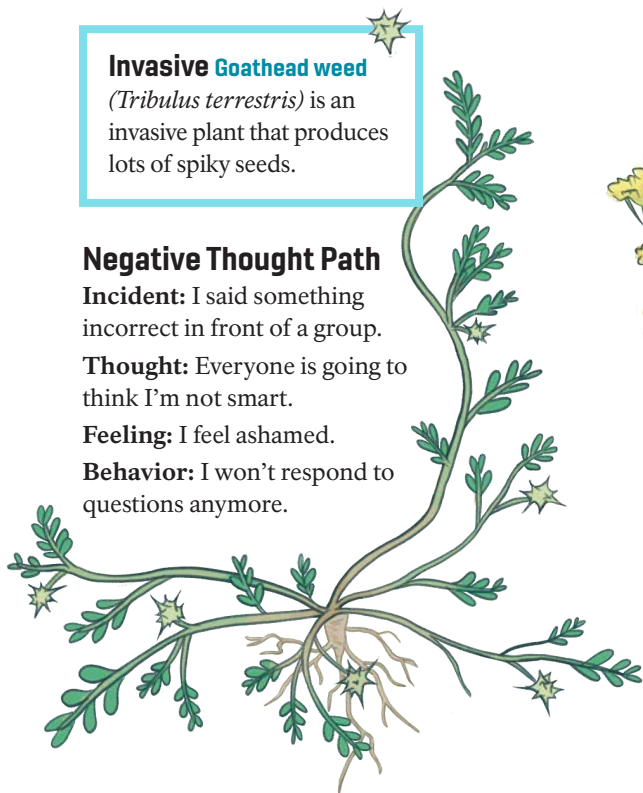 Invasive Goathead weed
(Tribulus terrestris) is an
invasive plant that produces
lots of spiky seeds.
Negative Thought Path
Incident: I said something
incorrect in front of a group.
Thought: Everyone is going to
think I'm not smart.
Feeling: I feel ashamed.
Behavior: I won't respond to
questions anymore.